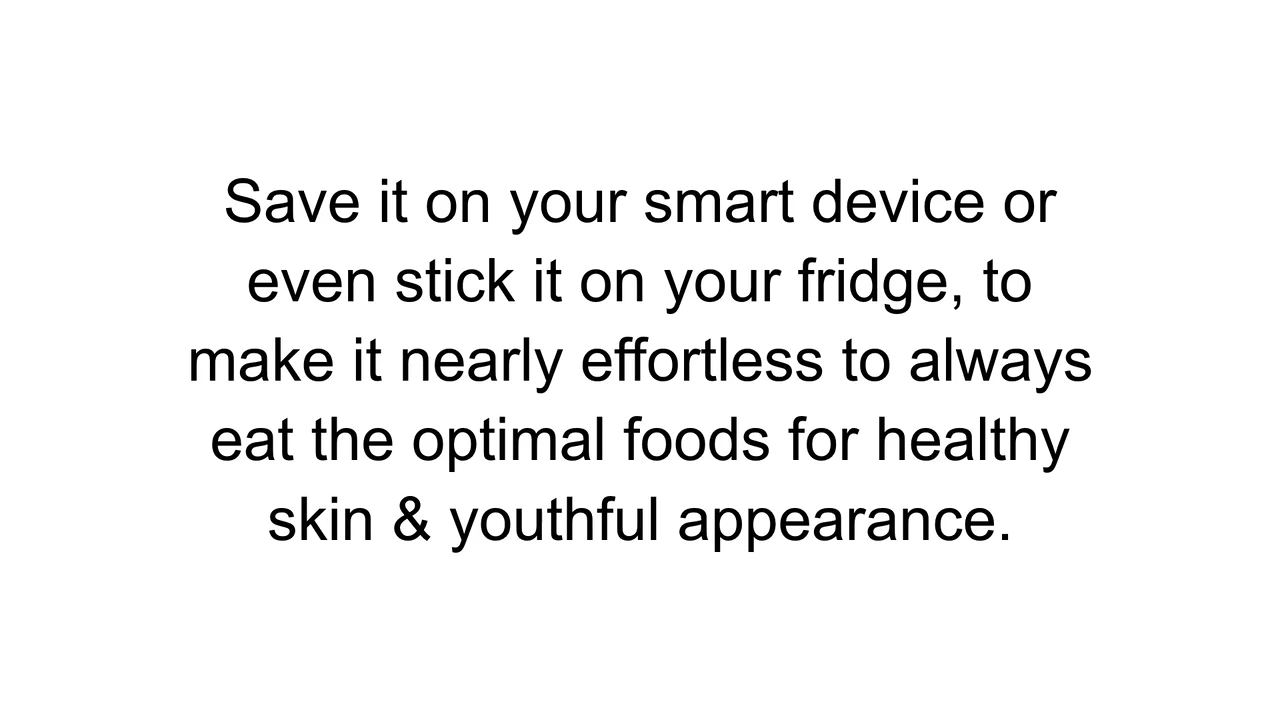 Save it on your smart device or
even stick it on your fridge, to
make it nearly effortless to always
eat the optimal foods for healthy
skin & youthful appearance.